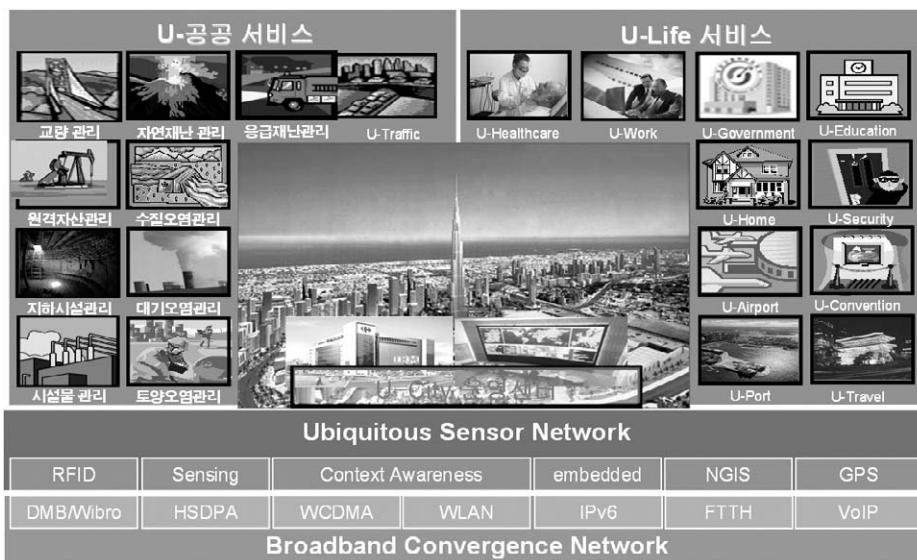 U-공공 서비스
U-Life 서비스
교량 관리
자연재난 관리
응급재난관리
U-Traffic
U-Healthcare
U-Work
U-Government
U-Education
원격자산관리
수질오염관리
U-Home
U-Security
지하시설관리
대기오염관리
U-Airport
U-Convention
시설물 관리
토양오염관리
IBM
U-City 운영
U-Port
U-Travel
Ubiquitous Sensor Network
RFID
Sensing
Context Awareness
embedded
NGIS
GPS
DMB/Wibro
HSDPA
WCDMA
WLAN
IPv6
FTTH
VoIP
Broadband Convergence Network